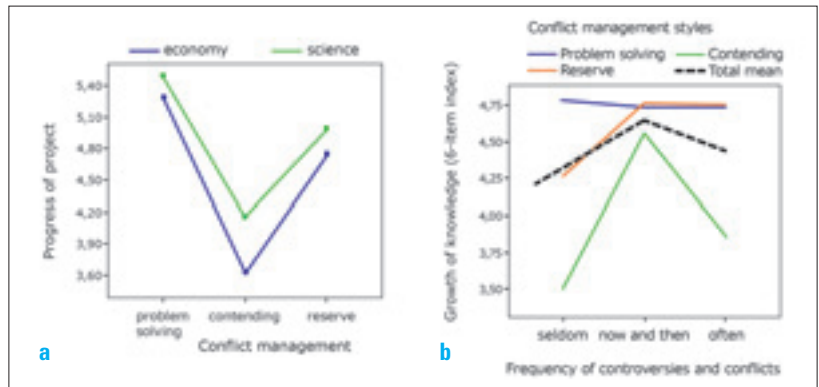 economy science
Progress of project
5,40
5,10
4,80
4,50
4,20
3,90
3,60
problem solving
contending
reserve
Conflict management
a
Conflict management styles
Problem solving Contending
Reserve Total mean
Growth of knowledge (6-item index)
4,75
4,50
4,25
4,00
3,75
3,50
seldom now and then often
Frequency of controversies and conflicts
b